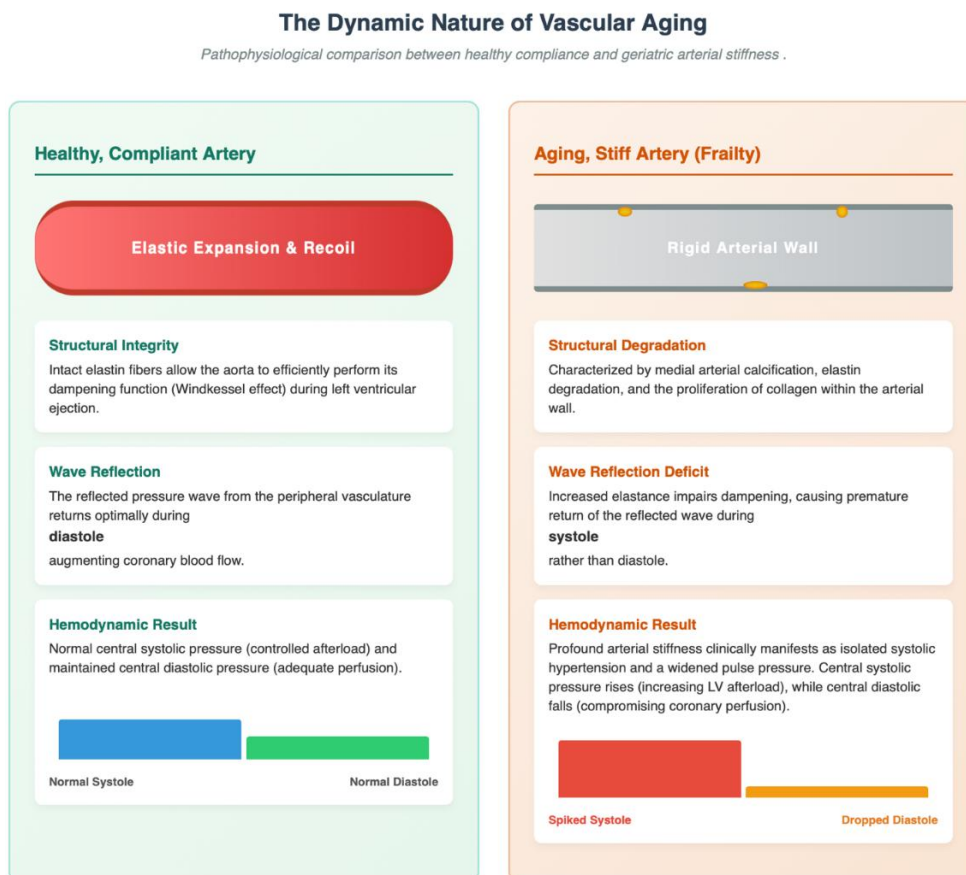 The Dynamic Nature of Vascular Aging
Pathophysiological comparison between healthy compliance and geriatric arterial stiffness .
Healthy, Compliant Artery
Elastic Expansion & Recoil
Structural Integrity
Intact elastin fibers allow the aorta to efficiently perform its
dampening function (Windkessel effect) during left ventricular
ejection.
Wave Reflection
The reflected pressure wave from the peripheral vasculature
returns optimally during
diastole
augmenting coronary blood flow.
Hemodynamic Result
Normal central systolic pressure (controlled afterload) and
maintained central diastolic pressure (adequate perfusion).
Normal Systole
Normal Diastole
Aging, Stiff Artery (Frailty)
Rigid Arterial Wall
Structural Degradation
Characterized by medial arterial calcification, elastin
degradation, and the proliferation of collagen within the arterial
wall.
Wave Reflection Deficit
Increased elastance impairs dampening, causing premature
return of the reflected wave during
systole
rather than diastole.
Hemodynamic Result
Profound arterial stiffness clinically manifests as isolated systolic
hypertension and a widened pulse pressure. Central systolic
pressure rises (increasing LV afterload), while central diastolic
falls (compromising coronary perfusion).
Spiked Systole
Dropped Diastole